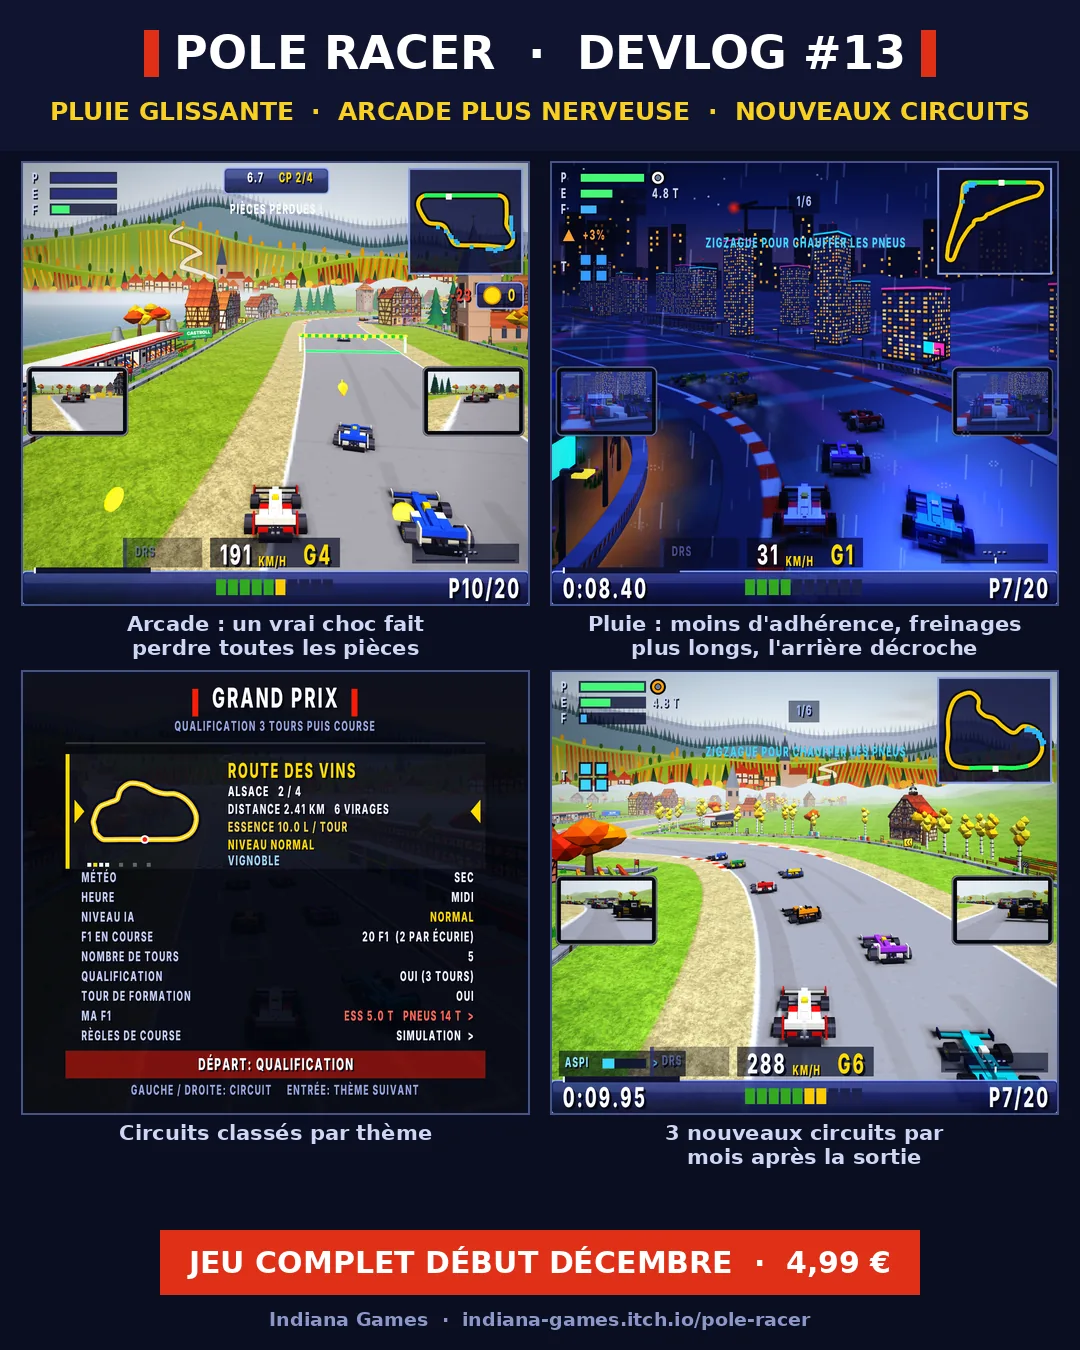 POLE RACER · DEVLOG #13
PLUIE GLISSANTE · ARCADE PLUS NERVEUSE · NOUVEAUX CIRCUITS
P
E
F
6.7 CP 2/4
PIÈCES PERDUES !
-23
0
CASTROLL
DRS
191 KM/H G4
--.--
P10/20
P
E
F
4.8 T
1/6
+3%
ZIGZAGUE POUR CHAUFFER LES PNEUS
T
DRS
31 KM/H G1
--.--
0:08.40
P7/20
Arcade : un vrai choc fait
perdre toutes les pièces
Pluie : moins d'adhérence, freinages
plus longs, l'arrière décroche
GRAND PRIX
QUALIFICATION 3 TOURS PUIS COURSE
ROUTE DES VINS
ALSACE 2 / 4
DISTANCE 2.41 KM 6 VIRAGES
ESSENCE 10.0 L / TOUR
NIVEAU NORMAL
VIGNOBLE
MÉTÉO SEC
HEURE MIDI
NIVEAU IA NORMAL
F1 EN COURSE 20 F1 (2 PAR ÉCURIE)
NOMBRE DE TOURS 5
QUALIFICATION OUI (3 TOURS)
TOUR DE FORMATION OUI
MA F1 ESS 5.0 T PNEUS 14 T >
RÈGLES DE COURSE SIMULATION >
DÉPART: QUALIFICATION
GAUCHE / DROITE: CIRCUIT ENTRÉE: THÈME SUIVANT
P
E
F
4.8 T
1/6
ZIGZAGUE POUR CHAUFFER LES PNEUS
T
ASPI > DRS
288 KM/H G6
0:09.95
P7/20
Circuits classés par thème
3 nouveaux circuits par
mois après la sortie
JEU COMPLET DÉBUT DÉCEMBRE · 4,99 €
Indiana Games · indiana-games.itch.io/pole-racer